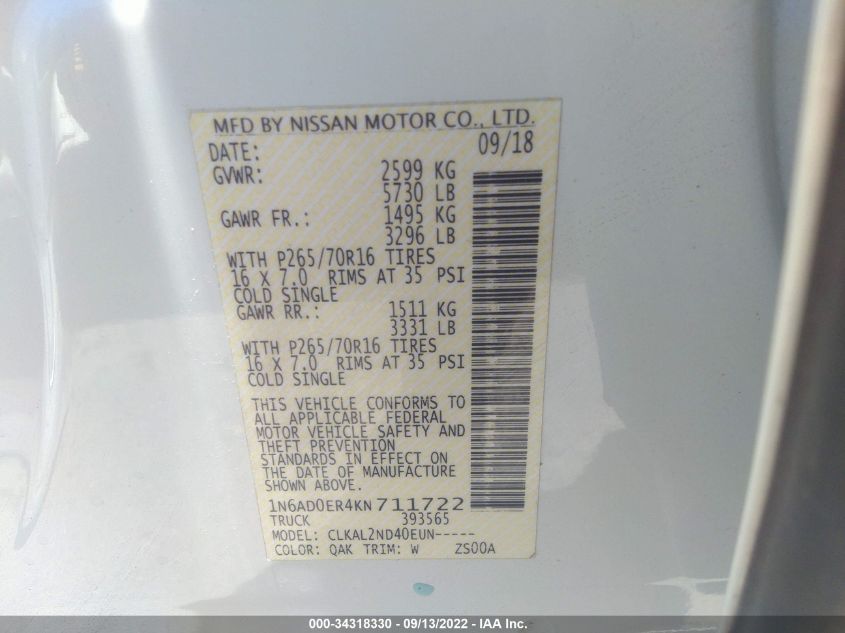 MFD BY NISSAN MOTOR CO., LTD.
DATE: 09/18
GVWR: 2599 KG
5730 LB
GAWR FR.: 1495 KG
3296 LB
WITH P265/70R16 TIRES
16 X 7.0 RIMS AT 35 PSI
COLD SINGLE
GAWR RR.: 1511 KG
3331 LB
WITH P265/70R16 TIRES
16 X 7.0 RIMS AT 35 PSI
COLD SINGLE
THIS VEHICLE CONFORMS TO
ALL APPLICABLE FEDERAL
MOTOR VEHICLE SAFETY AND
THEFT PREVENTION
STANDARDS IN EFFECT ON
THE DATE OF MANUFACTURE
SHOWN ABOVE.
1N6AD0ER4KN711722
TRUCK 393565
MODEL: CLKAL2ND40EUN-----
COLOR: QAK TRIM: W ZS00A
000-34318330 - 09/13/2022 - IAA Inc.